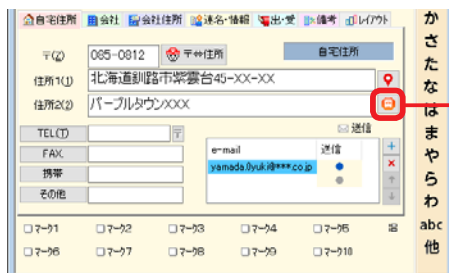 自宅住所 会社 会社住所 連名・情報 出・受 備考 レイアウト
〒(Z) 085-0812 〒⇔住所 自宅住所
住所1(1) 北海道釧路市紫雲台45-XX-XX
住所2(2) パープルタウンXXX
TEL(T) 〒 送信
FAX
携帯
その他
e-mail 送信
yamada.0yuki@***.co.jp
マーク1 マーク2 マーク3 マーク4 マーク5
マーク6 マーク7 マーク8 マーク9 マーク10
か
さ
た
な
は
ま
や
ら
わ
abc
他